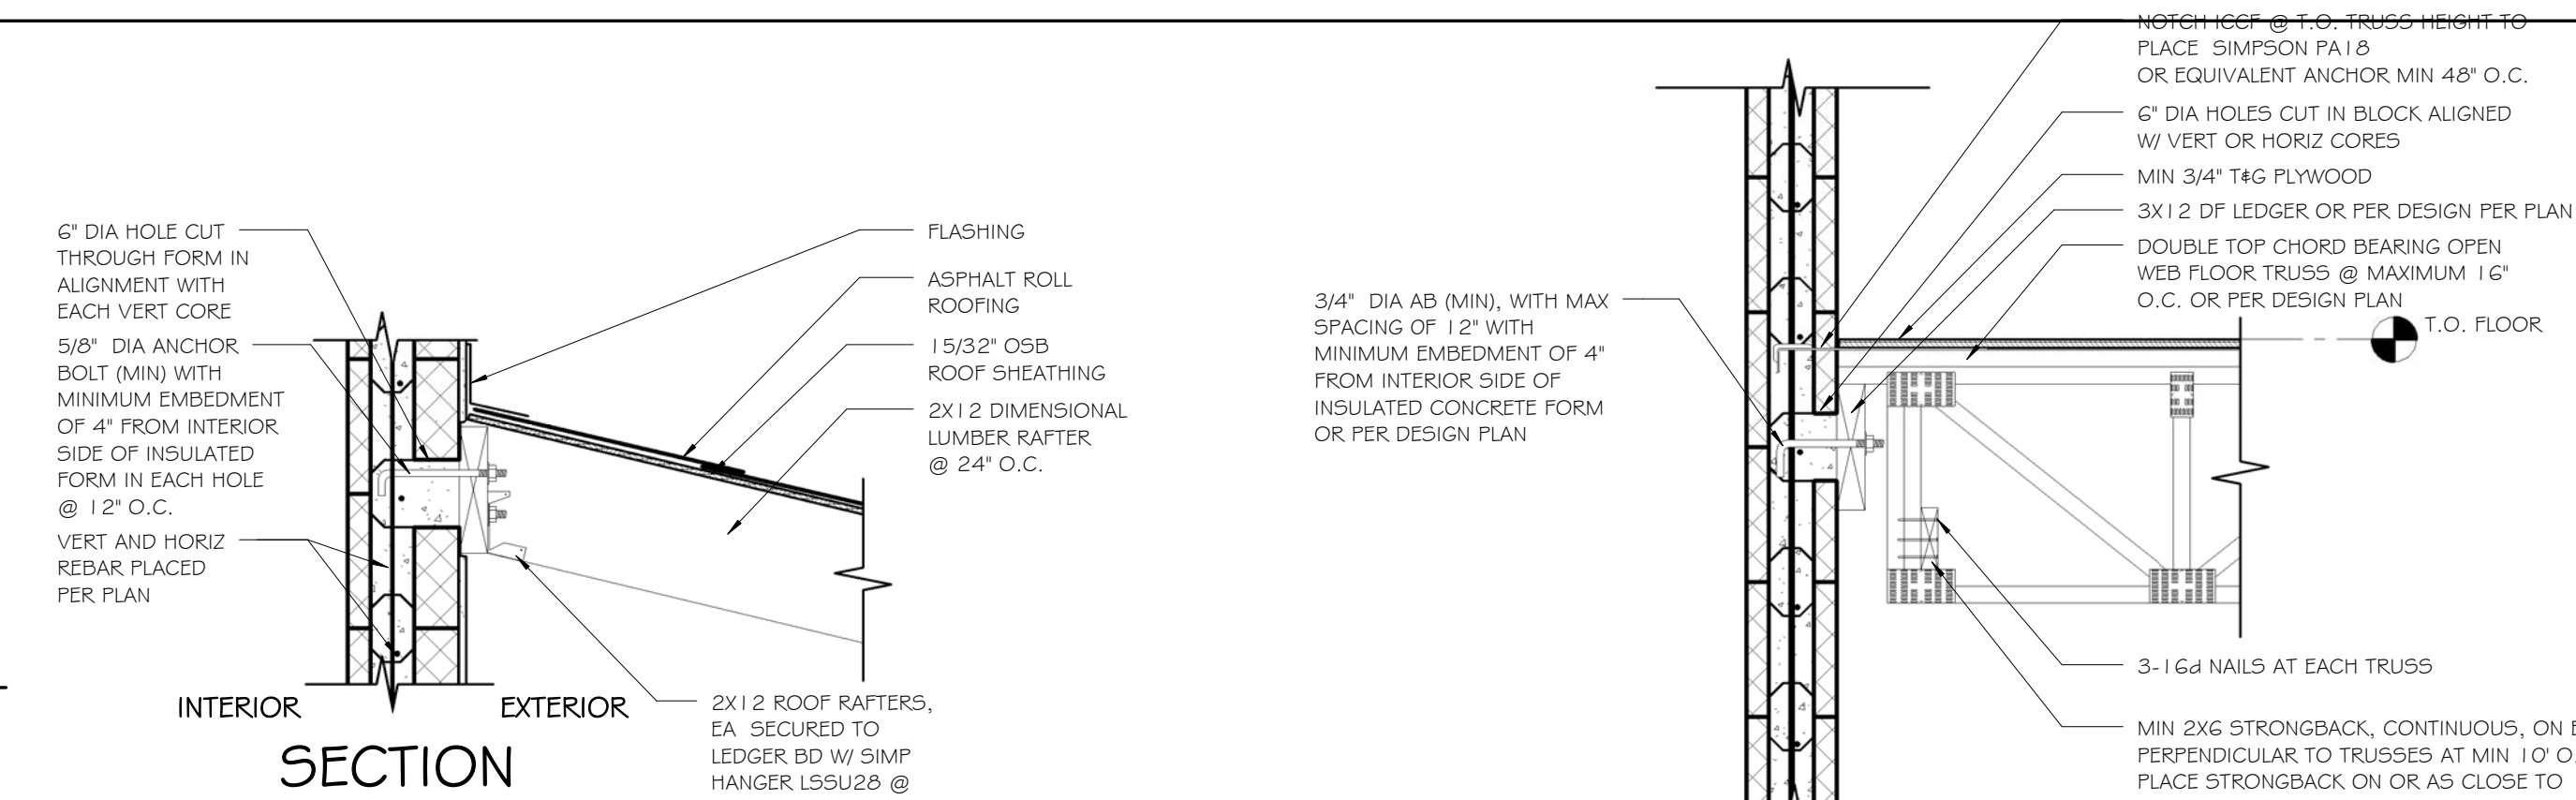 6" DIA HOLE CUT
THROUGH FORM IN
ALIGNMENT WITH
EACH VERT CORE
5/8" DIA ANCHOR
BOLT (MIN) WITH
MINIMUM EMBEDMENT
OF 4" FROM INTERIOR
SIDE OF INSULATED
FORM IN EACH HOLE
@ 12" O.C.
VERT AND HORIZ
REBAR PLACED
PER PLAN
FLASHING
ASPHALT ROLL
ROOFING
15/32" OSB
ROOF SHEATHING
2X12 DIMENSIONAL
LUMBER RAFTER
@ 24" O.C.
INTERIOR
EXTERIOR
2X12 ROOF RAFTERS,
EA SECURED TO
LEDGER BD W/ SIMP
HANGER LSSU28 @
SECTION
3/4" DIA AB (MIN), WITH MAX
SPACING OF 12" WITH
MINIMUM EMBEDMENT OF 4"
FROM INTERIOR SIDE OF
INSULATED CONCRETE FORM
OR PER DESIGN PLAN
NOTCH ICCF @ T.O. TRUSS HEIGHT TO
PLACE SIMPSON PA18
OR EQUIVALENT ANCHOR MIN 48" O.C.
6" DIA HOLES CUT IN BLOCK ALIGNED
W/ VERT OR HORIZ CORES
MIN 3/4" T&G PLYWOOD
3X12 DF LEDGER OR PER DESIGN PER PLAN
DOUBLE TOP CHORD BEARING OPEN
WEB FLOOR TRUSS @ MAXIMUM 16"
O.C. OR PER DESIGN PLAN
T.O. FLOOR
3-16d NAILS AT EACH TRUSS
MIN 2X6 STRONGBACK, CONTINUOUS, ON
PERPENDICULAR TO TRUSSES AT MIN 10' O.
PLACE STRONGBACK ON OR AS CLOSE TO